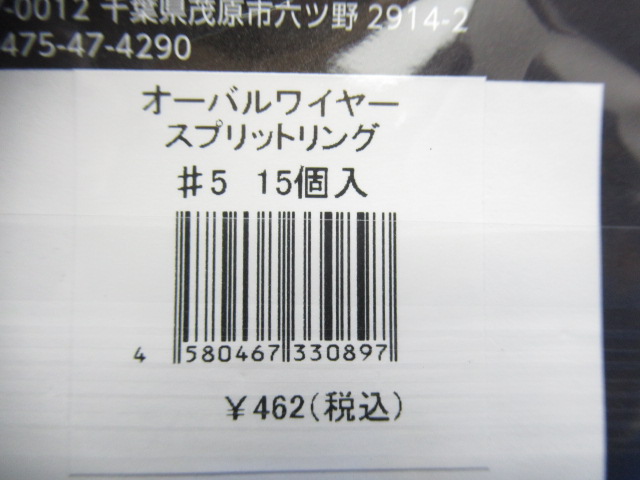 -0012 千葉県茂原市六ツ野 2914-2
475-47-4290
オーバルワイヤー
スプリットリング
♯5 15個入
4 580467 330897
￥462(税込)